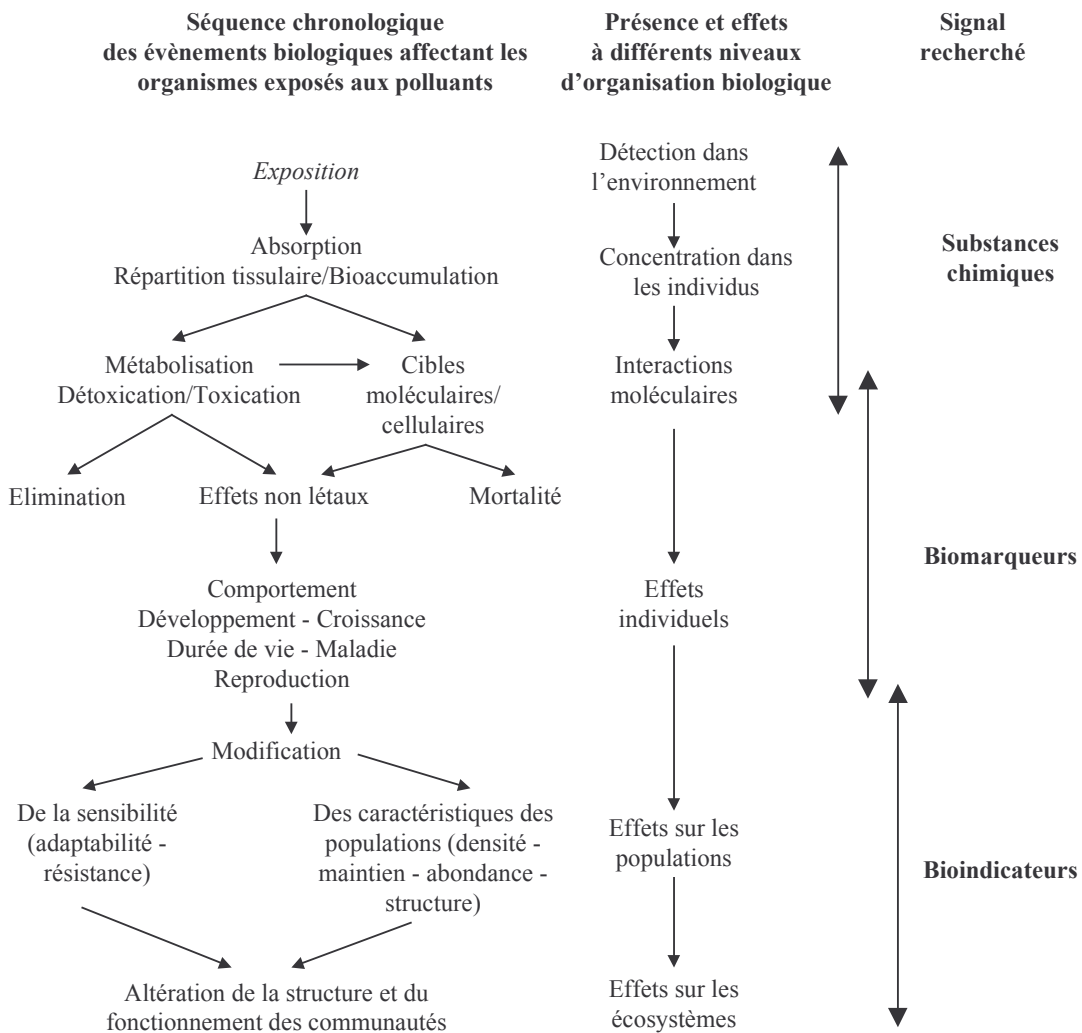 Séquence chronologique
des évènements biologiques affectant les
organismes exposés aux polluants
Présence et effets
à différents niveaux
d'organisation biologique
Signal
recherché
Exposition
Absorption
Répartition tissulaire/Bioaccumulation
Métabolisation
Détoxication/Toxication
Cibles
moléculaires/
cellulaires
Elimination
Effets non létaux
Mortalité
Comportement
Développement - Croissance
Durée de vie - Maladie
Reproduction
Modification
De la sensibilité
(adaptabilité -
résistance)
Des caractéristiques des
populations (densité -
maintien - abondance -
structure)
Altération de la structure et du
fonctionnement des communautés
Détection dans
l'environnement
Concentration dans
les individus
Interactions
moléculaires
Effets
individuels
Effets sur les
populations
Effets sur les
écosystèmes
Substances
chimiques
Biomarqueurs
Bioindicateurs